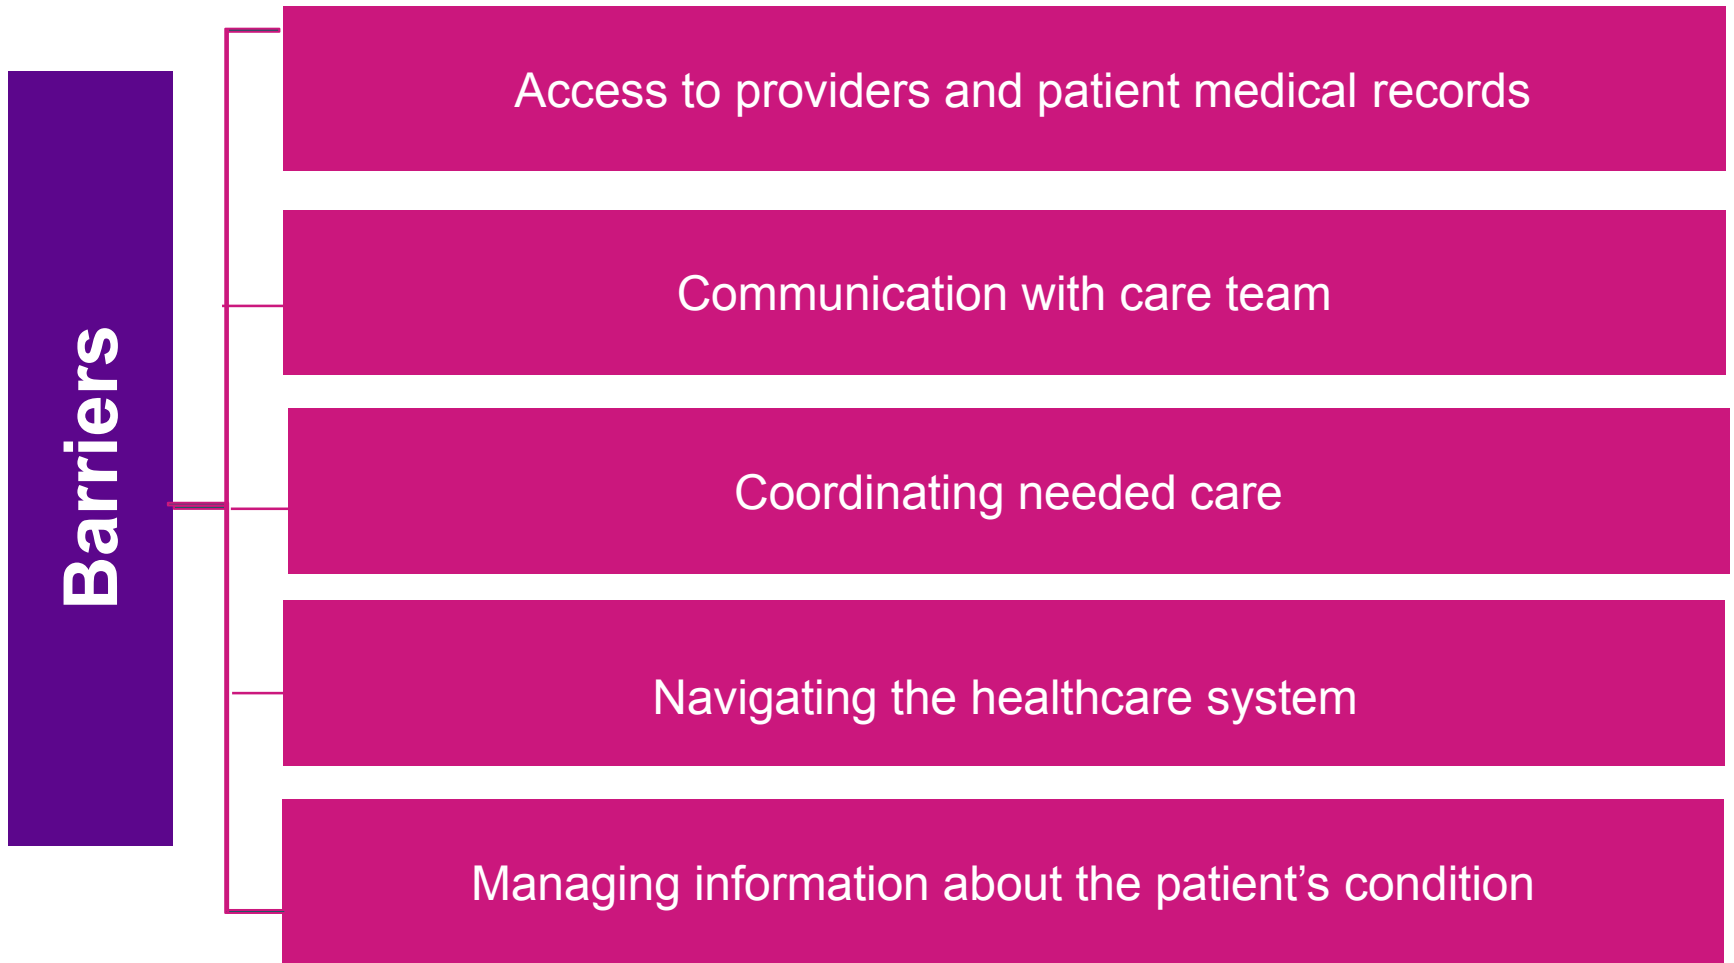 Barriers
Access to providers and patient medical records
Communication with care team
Coordinating needed care
Navigating the healthcare system
Managing information about the patient’s condition